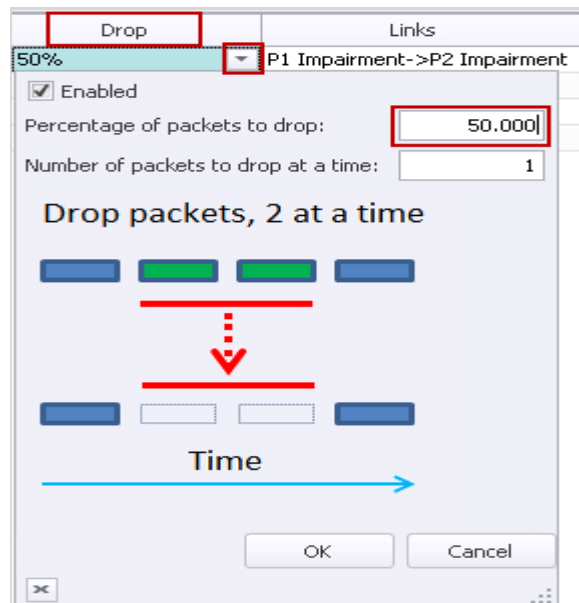 Drop Links
50% P1 Impairment->P2 Impairment
Enabled
Percentage of packets to drop: 50.000
Number of packets to drop at a time: 1
Drop packets, 2 at a time
Time
OK Cancel